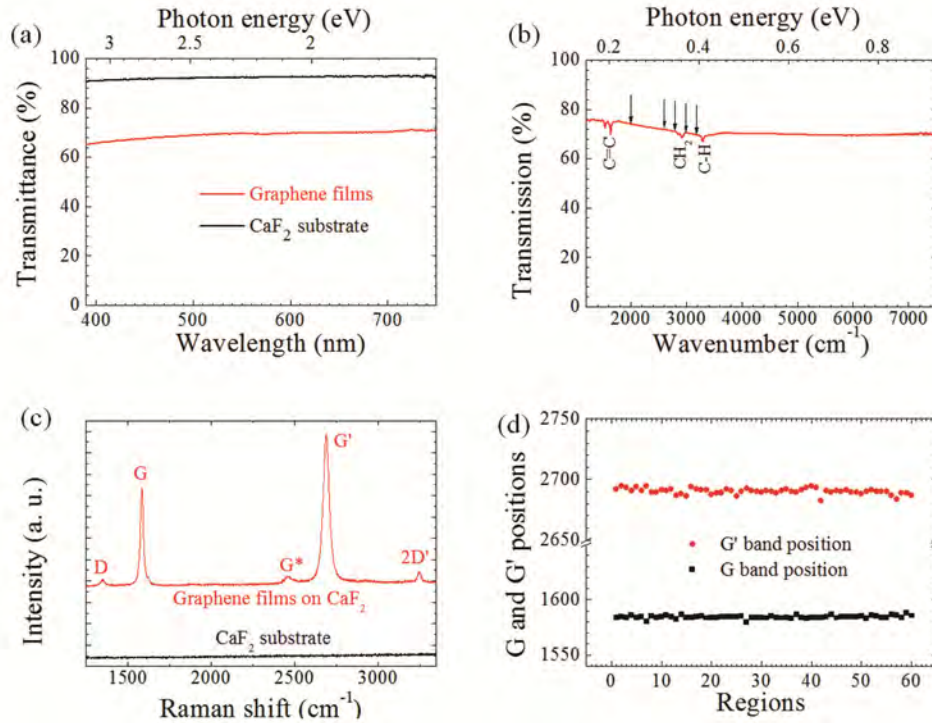 Photon energy (eV)
(a)
3 2.5 2
Transmittance (%)
100
80
60
40
20
0
Graphene films
CaF2 substrate
400 500 600 700
Wavelength (nm)
Photon energy (eV)
(b)
0.2 0.4 0.6 0.8
Transmission (%)
100
80
60
40
20
0
C=C
CH2
C-H
2000 3000 4000 5000 6000 7000
Wavenumber (cm-1)
(c)
Intensity (a. u.)
D
G
G*
G'
2D'
Graphene films on CaF2
CaF2 substrate
1500 2000 2500 3000
Raman shift (cm-1)
(d)
G and G' positions
2750
2700
2650
1600
1550
G' band position
G band position
0 10 20 30 40 50 60
Regions